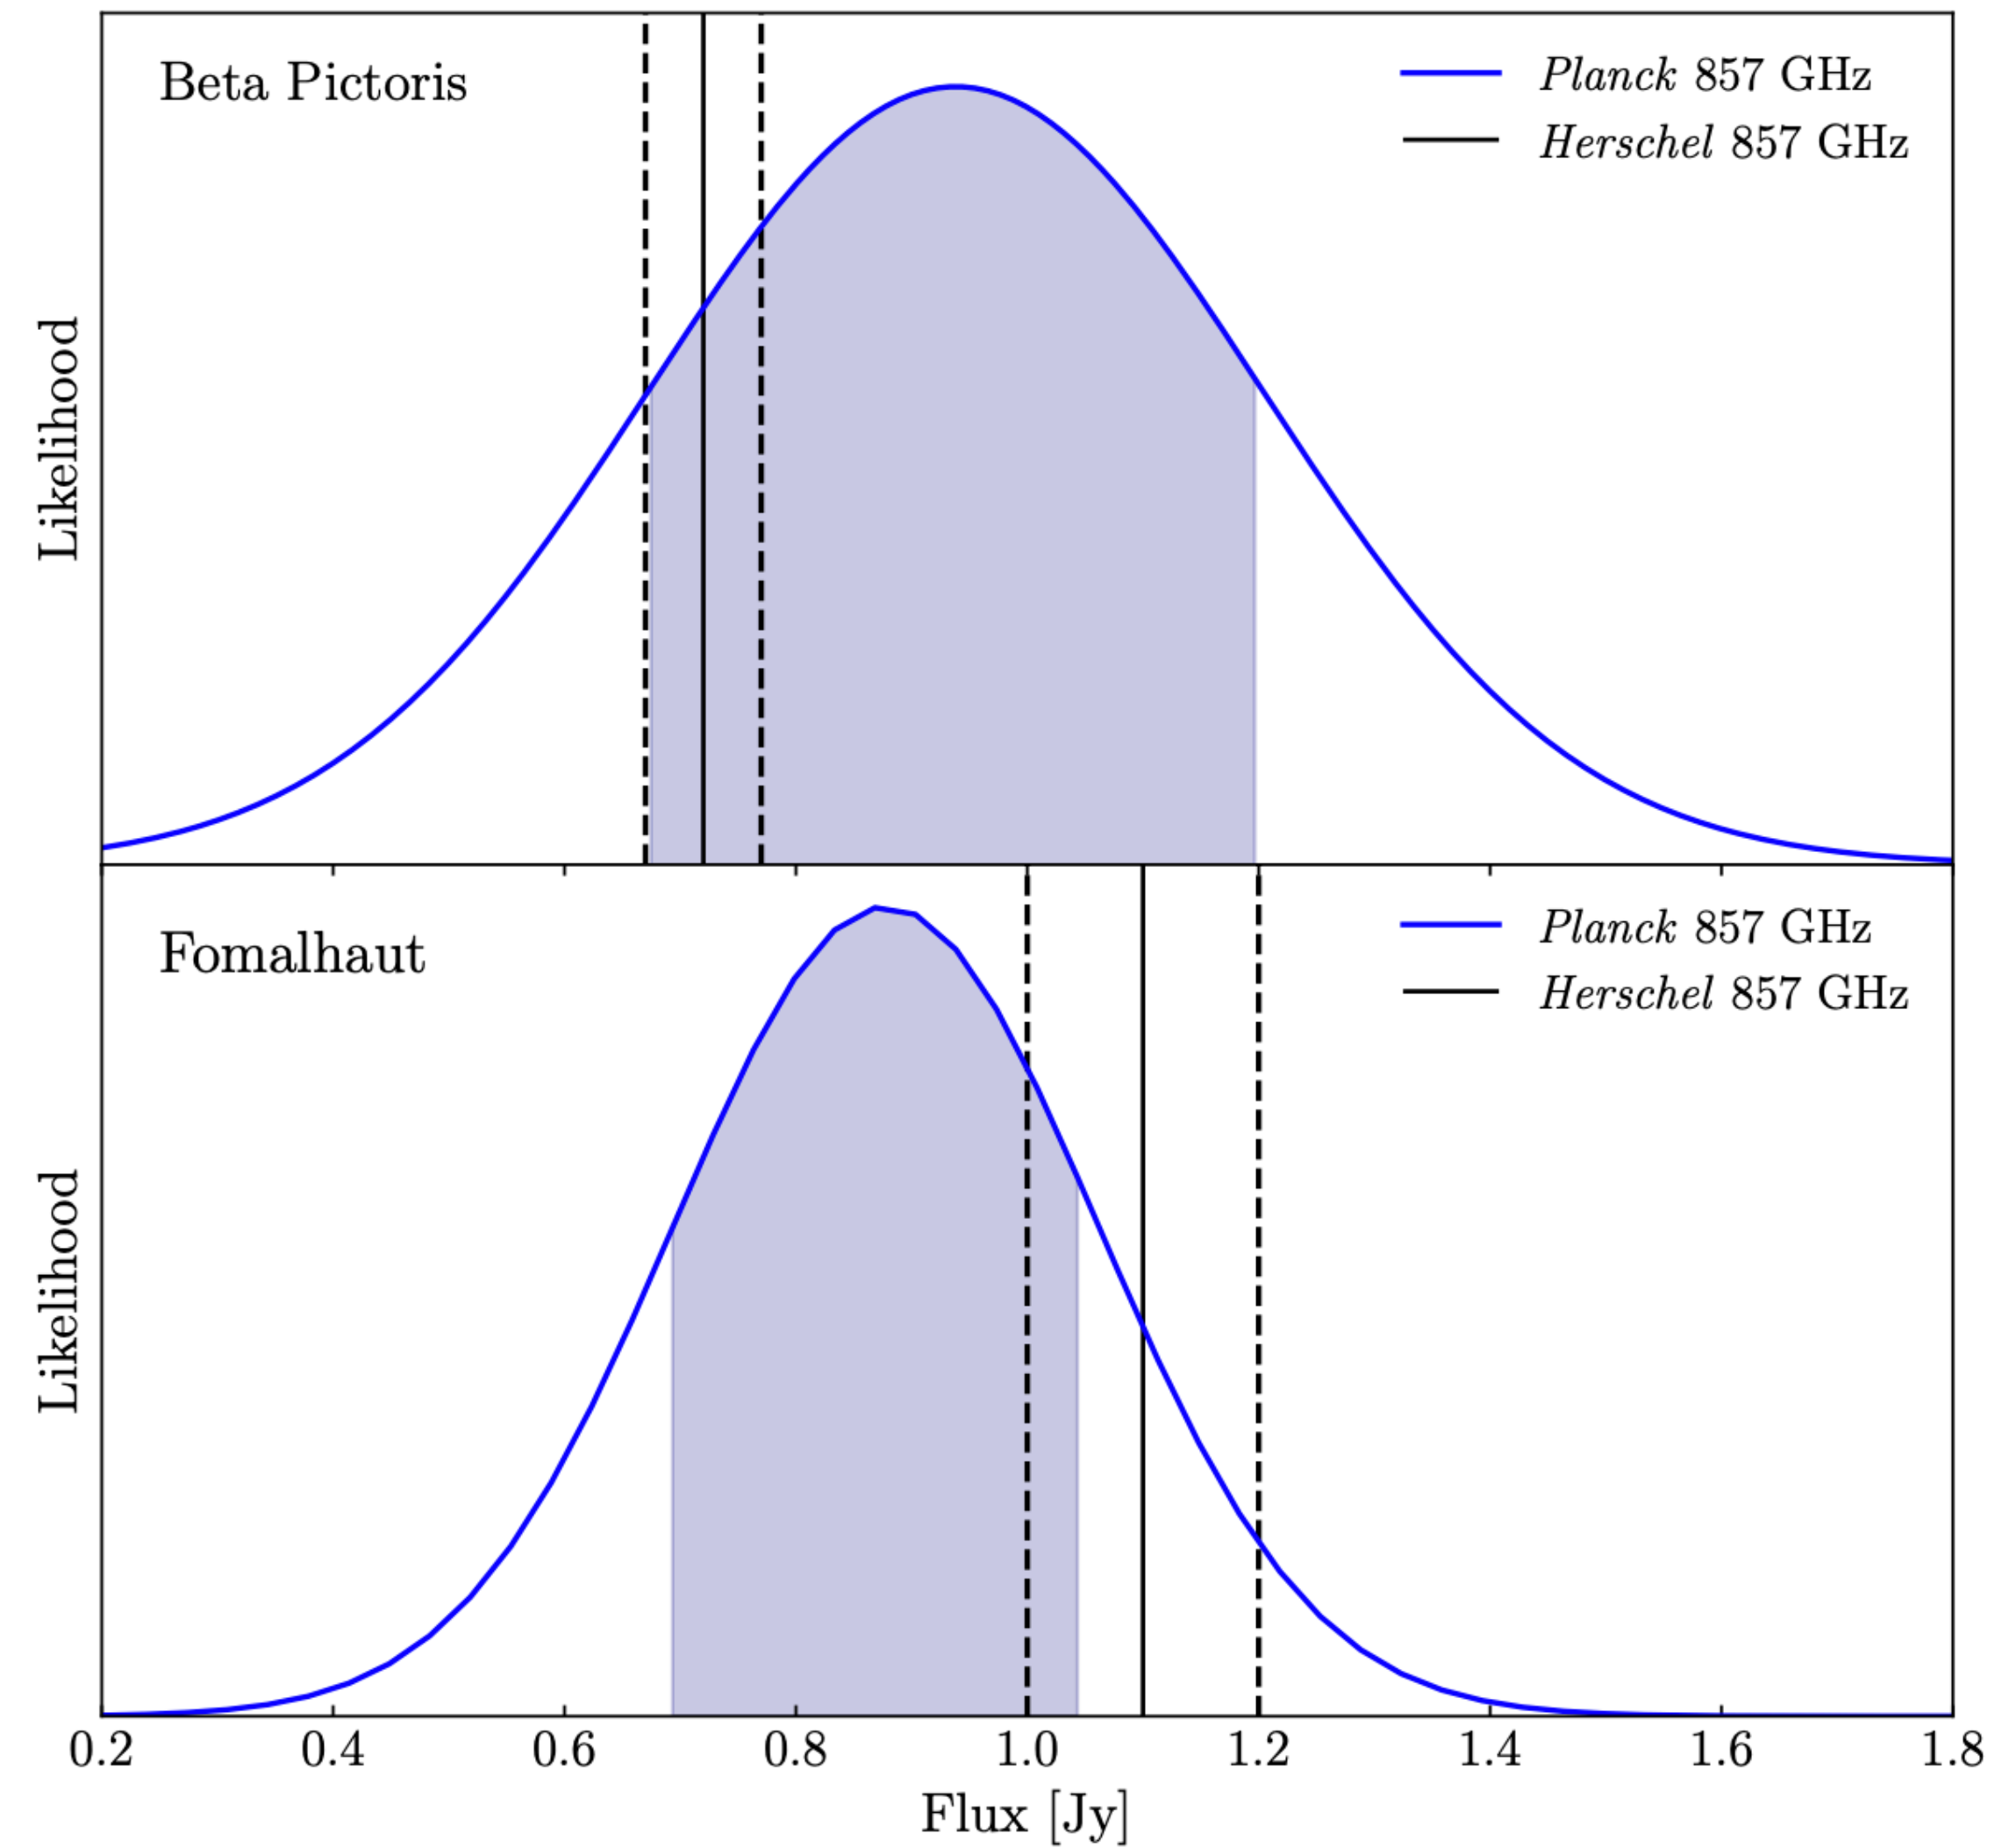 Beta Pictoris
Planck 857 GHz
Herschel 857 GHz
Likelihood
Fomalhaut
Planck 857 GHz
Herschel 857 GHz
Likelihood
0.2 0.4 0.6 0.8 1.0 1.2 1.4 1.6 1.8
Flux [Jy]